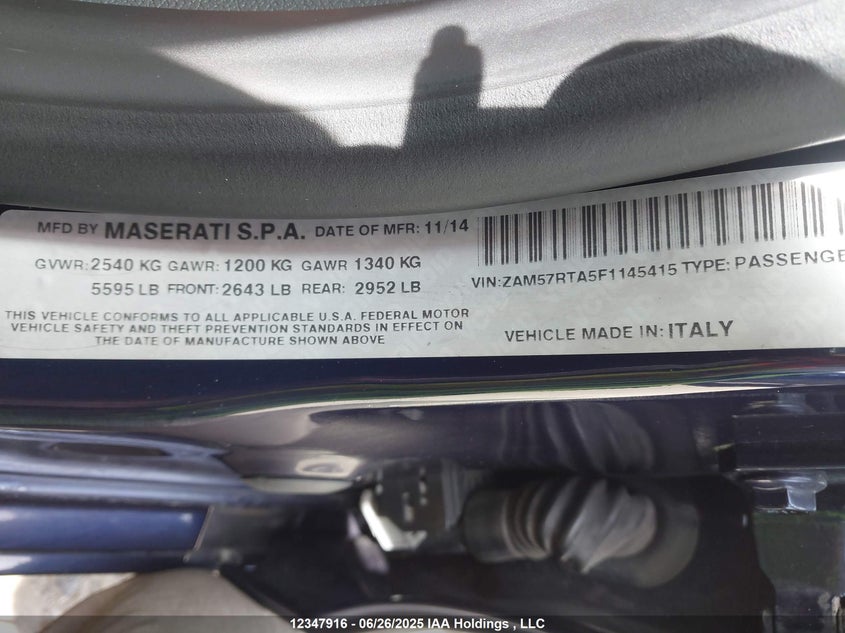 MFD BY MASERATI S.P.A. DATE OF MFR: 11/14
GVWR: 2540 KG GAWR: 1200 KG GAWR 1340 KG
5595 LB FRONT: 2643 LB REAR: 2952 LB
THIS VEHICLE CONFORMS TO ALL APPLICABLE U.S.A. FEDERAL MOTOR
VEHICLE SAFETY AND THEFT PREVENTION STANDARDS IN EFFECT ON
THE DATE OF MANUFACTURE SHOWN ABOVE
VIN: ZAM57RTA5F1145415 TYPE: PASSENGE
VEHICLE MADE IN: ITALY
12347916 - 06/26/2025 IAA Holdings , LLC